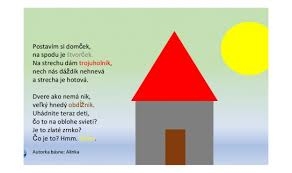 Postavím si domček,
na spodu je štvorček.
Na strechu dám trojuholník,
nech nás dáždik nehnevá
a strecha je hotová.
Dvere ako nemá nik,
veľký hnedý obdĺžnik.
Uhádnite teraz deti,
čo to na oblohe svieti?
Je to zlaté zrnko?
Čo je to? Hmm.
Autorka básne: Alinka